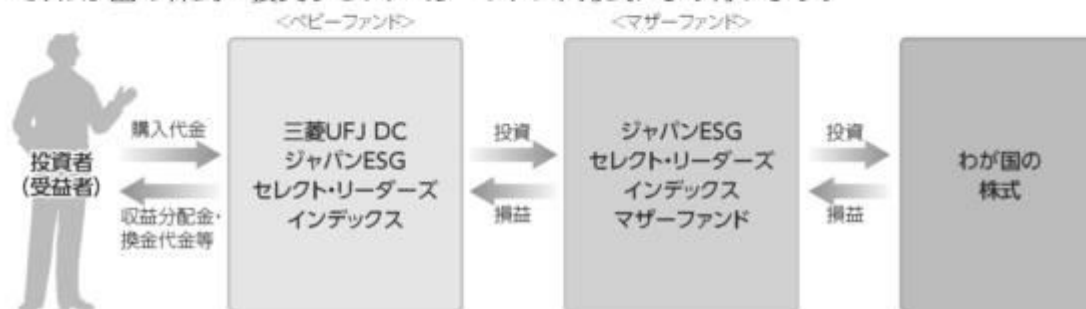 <ベビーファンド>
<マザーファンド>
購入代金
投資者
(受益者)
収益分配金・
換金代金等
三菱UFJ DC
ジャパンESG
セレクト・リーダーズ
インデックス
投資
損益
ジャパンESG
セレクト・リーダーズ
インデックス
マザーファンド
投資
損益
わが国の
株式